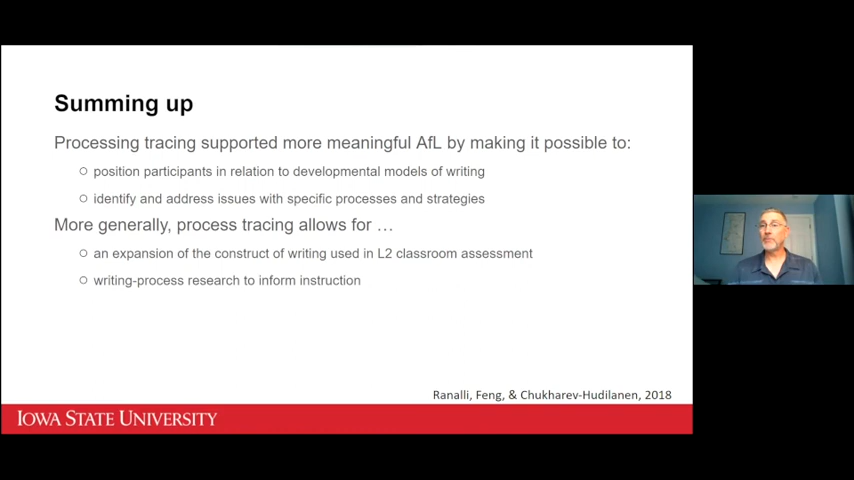 Summing up
Processing tracing supported more meaningful AfL by making it possible to:
position participants in relation to developmental models of writing
identify and address issues with specific processes and strategies
More generally, process tracing allows for …
an expansion of the construct of writing used in L2 classroom assessment
writing-process research to inform instruction
Ranalli, Feng, & Chukharev-Hudilanen, 2018
IOWA STATE UNIVERSITY